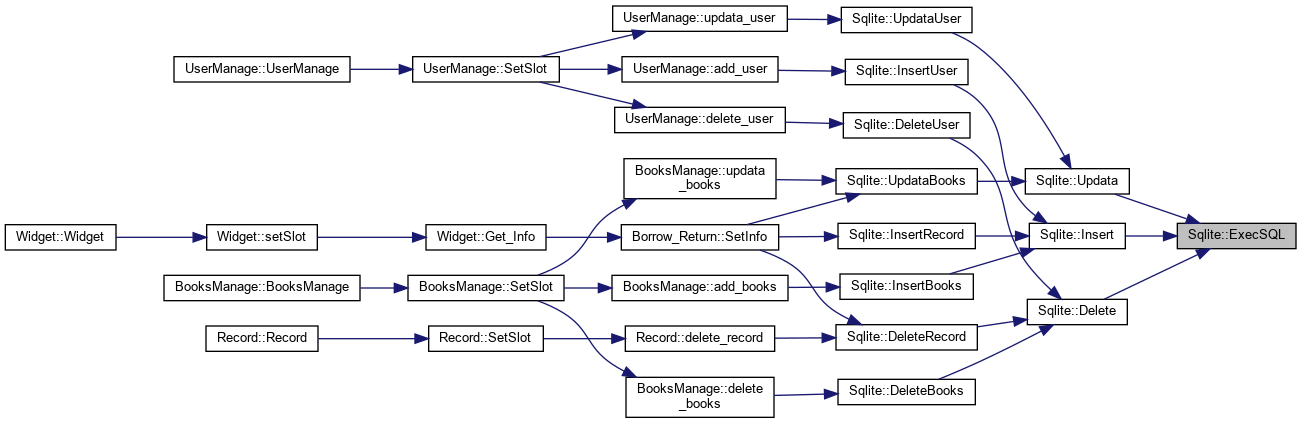 UserManage::updata_user
Sqlite::UpdataUser
UserManage::UserManage
UserManage::SetSlot
UserManage::add_user
Sqlite::InsertUser
UserManage::delete_user
Sqlite::DeleteUser
BooksManage::updata
_books
Sqlite::UpdataBooks
Sqlite::Updata
Widget::Widget
Widget::setSlot
Widget::Get_Info
Borrow_Return::SetInfo
Sqlite::InsertRecord
Sqlite::Insert
Sqlite::ExecSQL
BooksManage::BooksManage
BooksManage::SetSlot
BooksManage::add_books
Sqlite::InsertBooks
Sqlite::Delete
Record::Record
Record::SetSlot
Record::delete_record
Sqlite::DeleteRecord
BooksManage::delete
_books
Sqlite::DeleteBooks